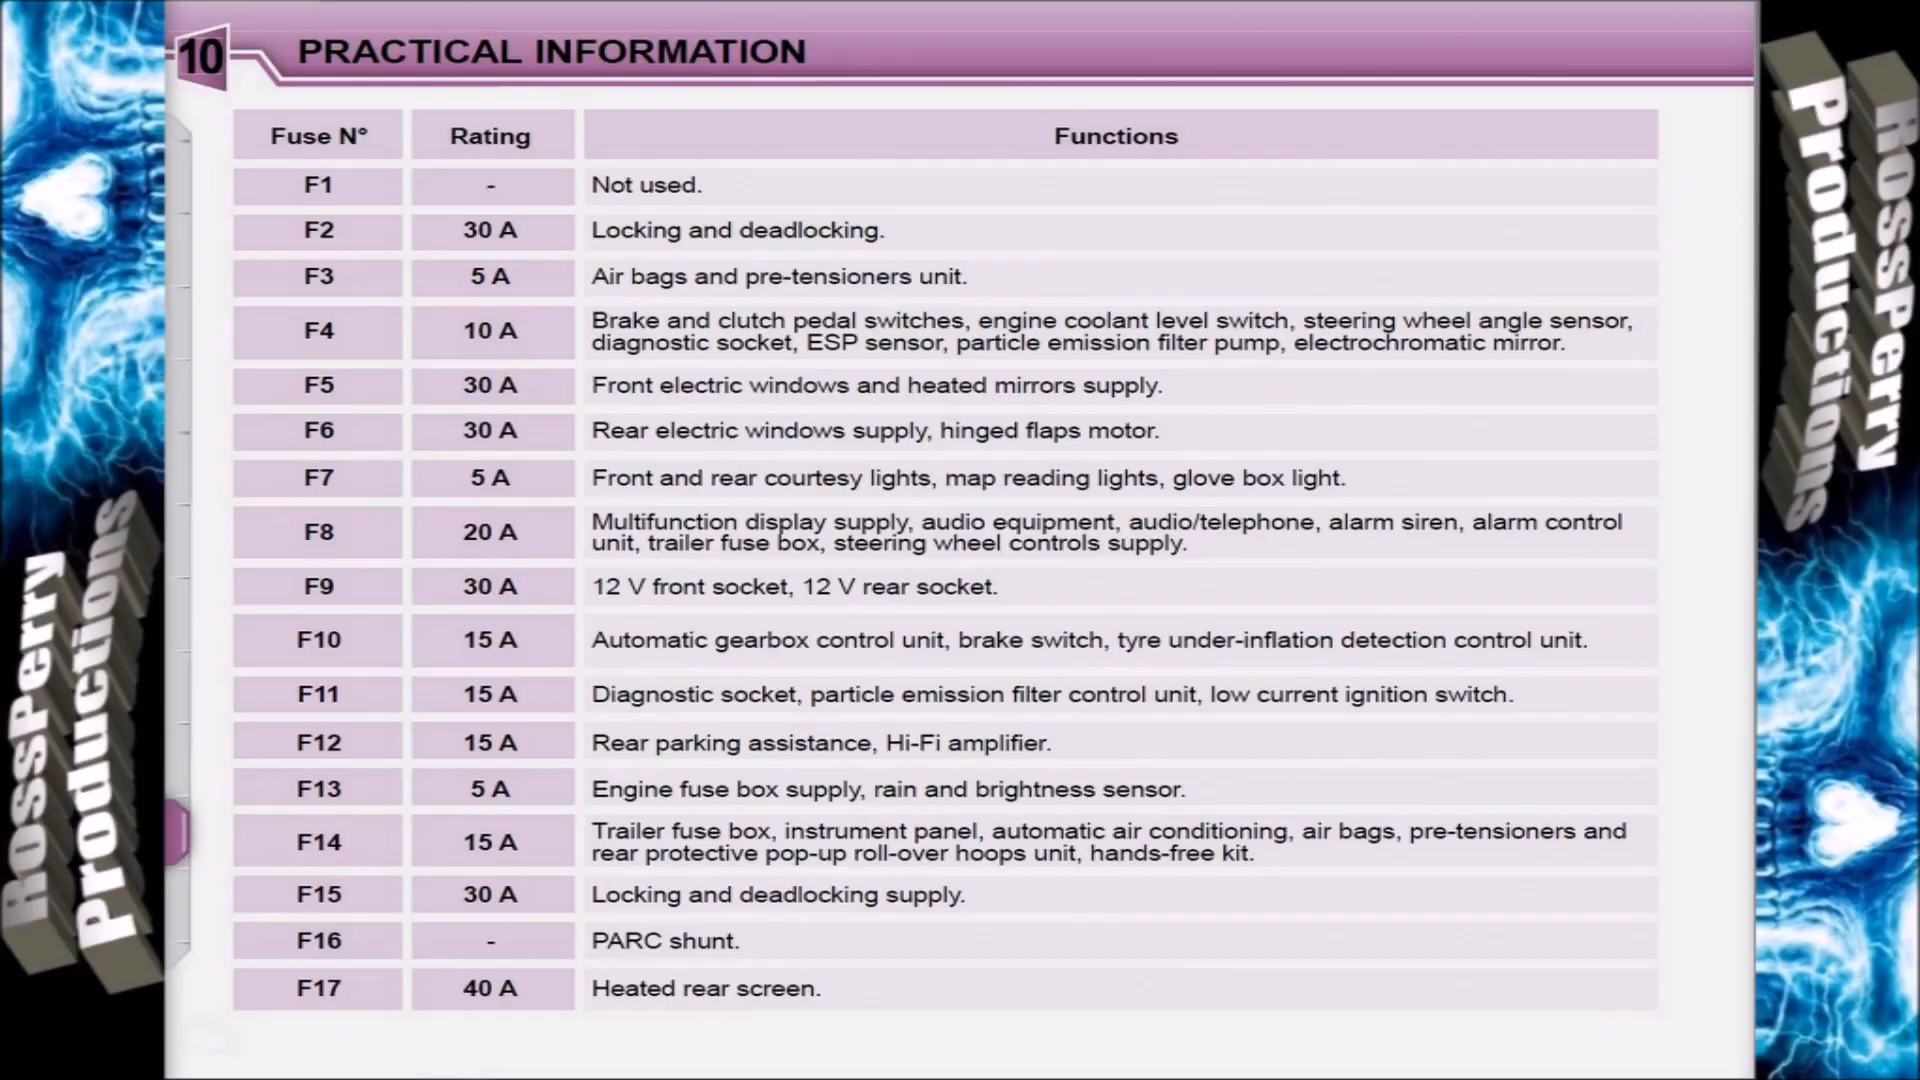 10 PRACTICAL INFORMATION
Fuse N° Rating Functions
F1 - Not used.
F2 30 A Locking and deadlocking.
F3 5 A Air bags and pre-tensioners unit.
F4 10 A Brake and clutch pedal switches, engine coolant level switch, steering wheel angle sensor,
diagnostic socket, ESP sensor, particle emission filter pump, electrochromatic mirror.
F5 30 A Front electric windows and heated mirrors supply.
F6 30 A Rear electric windows supply, hinged flaps motor.
F7 5 A Front and rear courtesy lights, map reading lights, glove box light.
F8 20 A Multifunction display supply, audio equipment, audio/telephone, alarm siren, alarm control
unit, trailer fuse box, steering wheel controls supply.
F9 30 A 12 V front socket, 12 V rear socket.
F10 15 A Automatic gearbox control unit, brake switch, tyre under-inflation detection control unit.
F11 15 A Diagnostic socket, particle emission filter control unit, low current ignition switch.
F12 15 A Rear parking assistance, Hi-Fi amplifier.
F13 5 A Engine fuse box supply, rain and brightness sensor.
F14 15 A Trailer fuse box, instrument panel, automatic air conditioning, air bags, pre-tensioners and
rear protective pop-up roll-over hoops unit, hands-free kit.
F15 30 A Locking and deadlocking supply.
F16 - PARC shunt.
F17 40 A Heated rear screen.
RossPery
Productions
RossPery
Productions